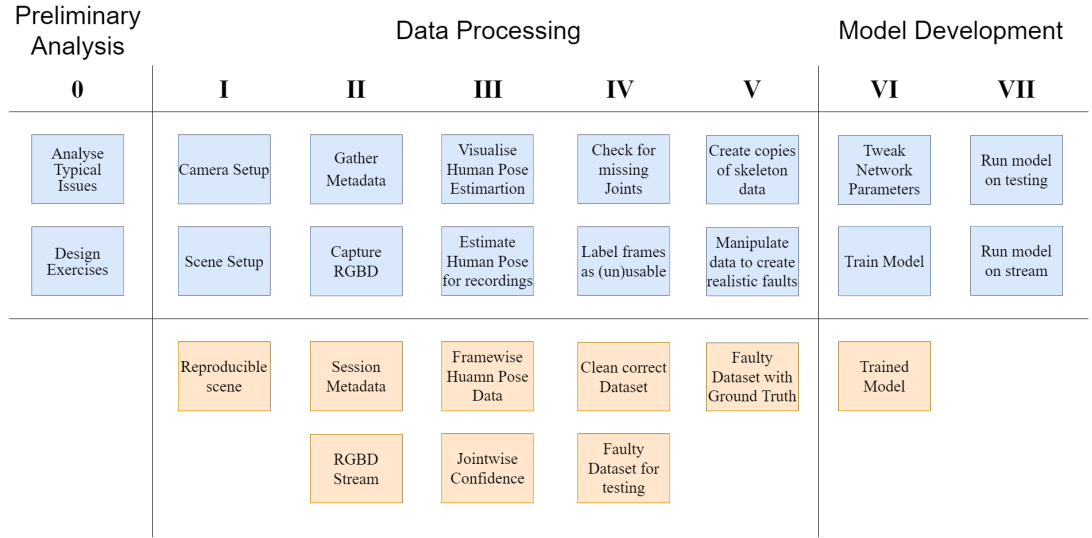 Preliminary
Analysis
Data Processing
Model Development
0
I
II
III
IV
V
VI
VII
Analyse
Typical
Issues
Camera Setup
Gather
Metadata
Visualise
Human Pose
Estimartion
Check for
missing
Joints
Create copies
of skeleton
data
Tweak
Network
Parameters
Run model
on testing
Design
Exercises
Scene Setup
Capture
RGBD
Estimate
Human Pose
for recordings
Label frames
as (un)usable
Manipulate
data to create
realistic faults
Train Model
Run model
on stream
Reproducible
scene
Session
Metadata
Framewise
Huamn Pose
Data
Clean correct
Dataset
Faulty
Dataset with
Ground Truth
Trained
Model
RGBD
Stream
Jointwise
Confidence
Faulty
Dataset for
testing